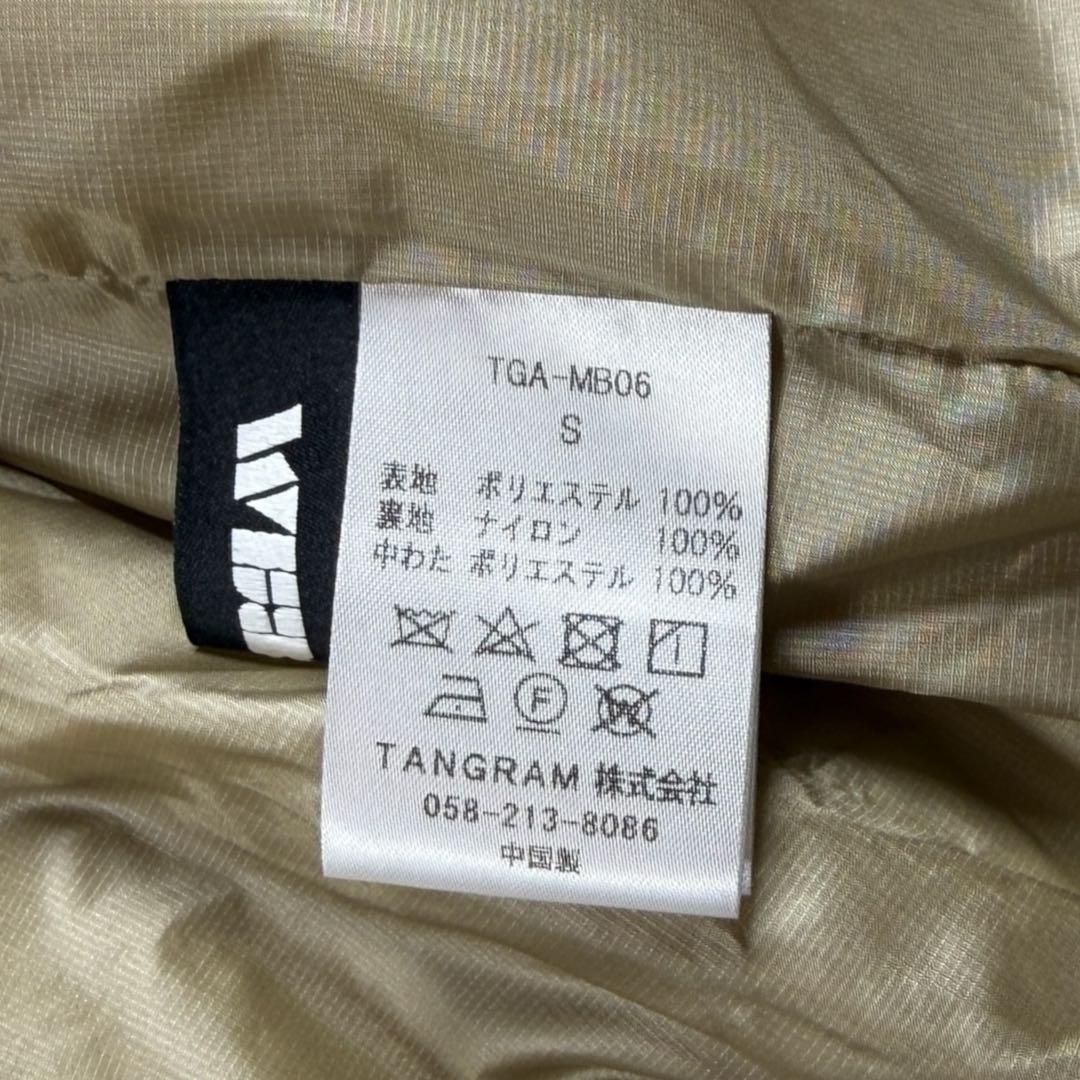 TGA-MB06
S
表地 ポリエステル 100%
裏地 ナイロン 100%
中わた ポリエステル 100%
F
TANGRAM 株式会社
058-213-8086
中国製